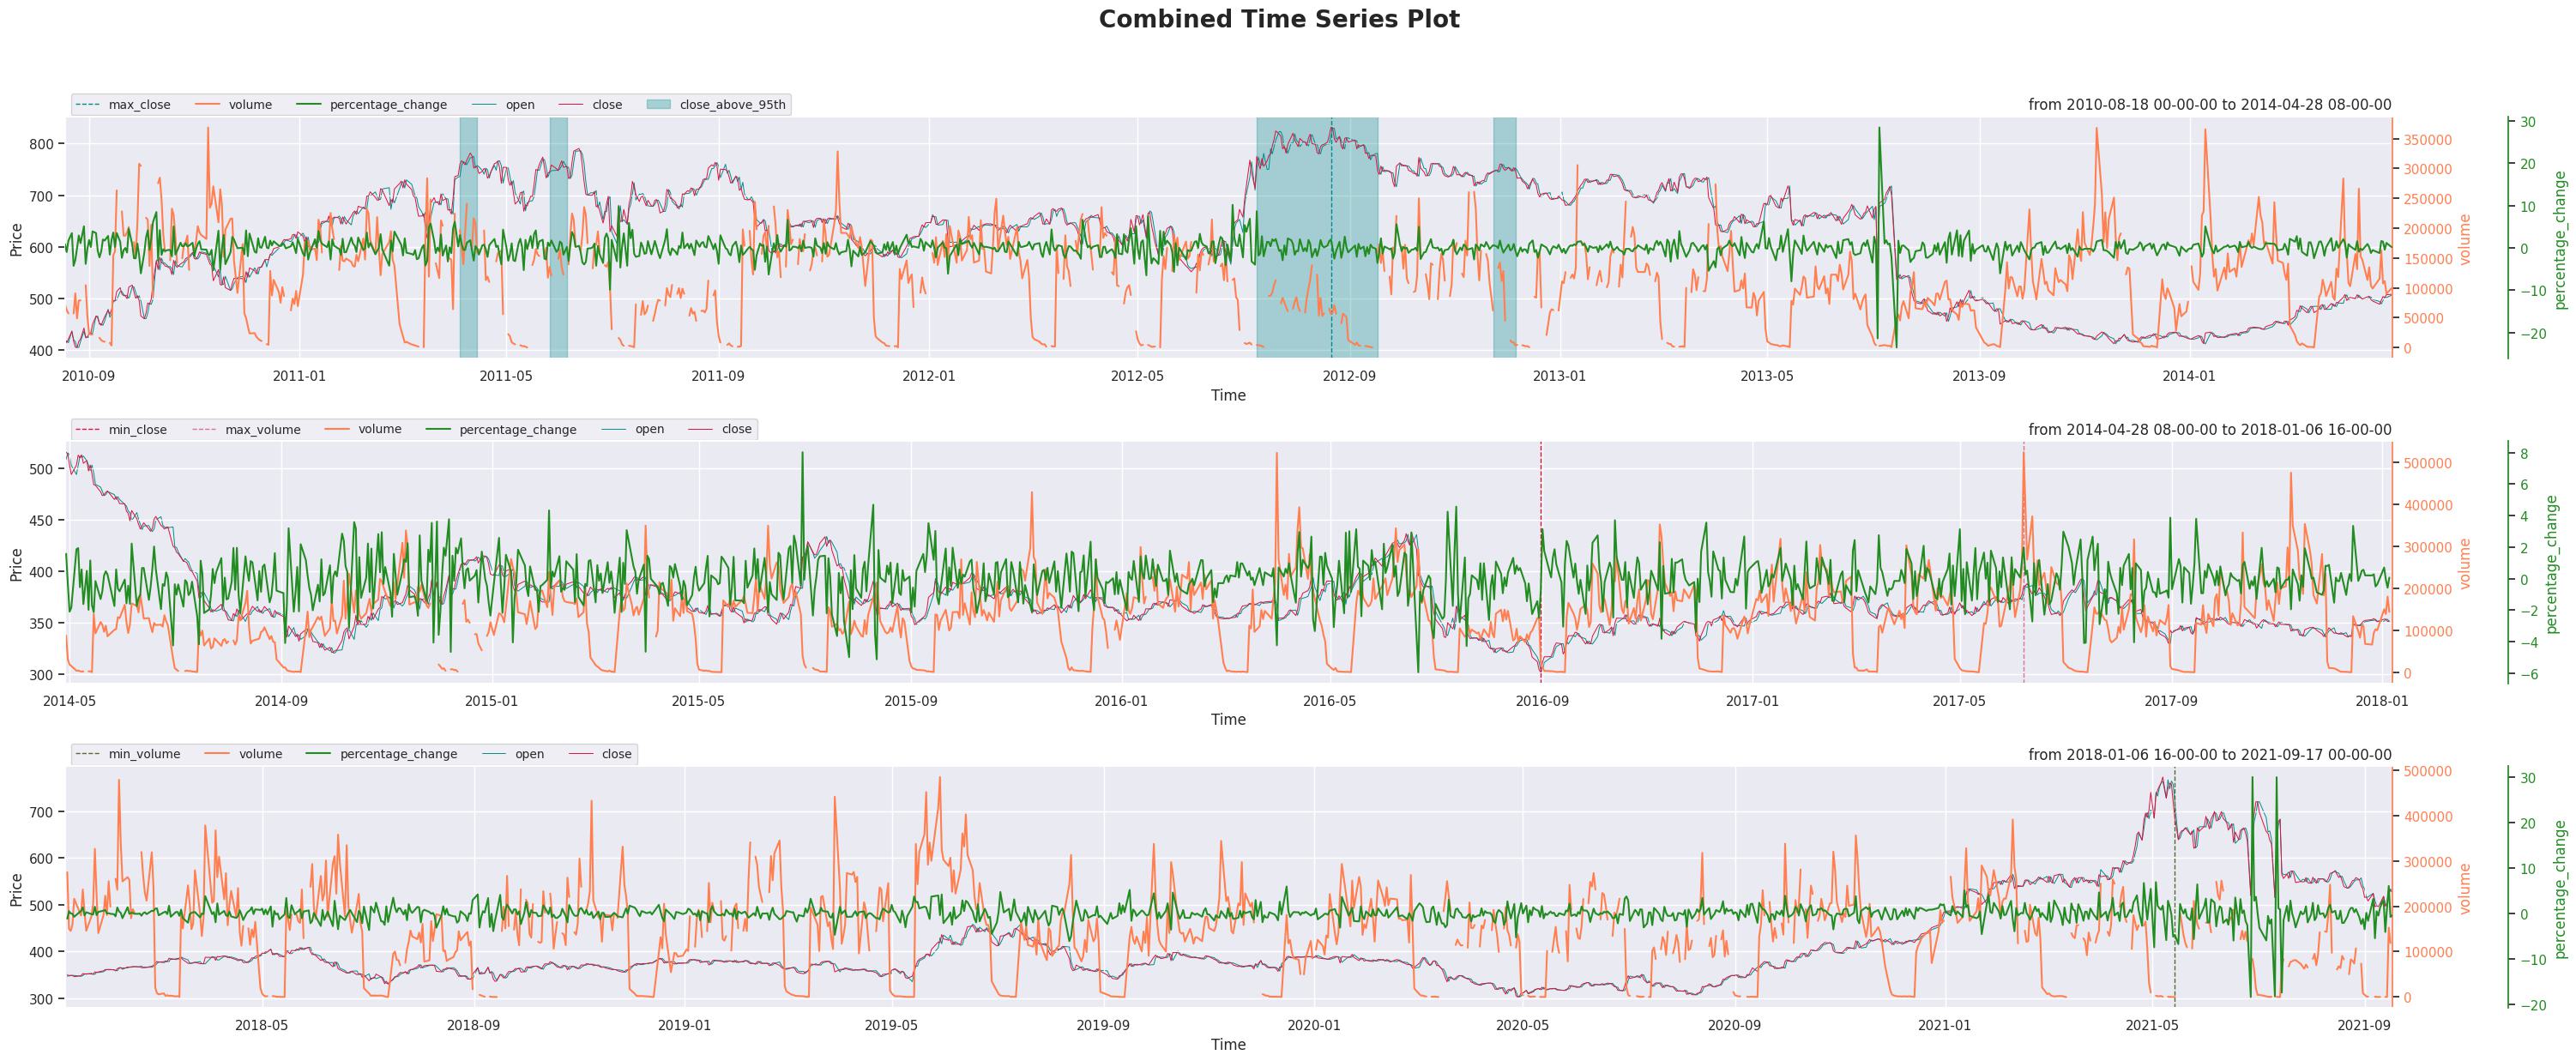 Combined Time Series Plot
max_close volume percentage_change open close close_above_95th
from 2010-08-18 00-00-00 to 2014-04-28 08-00-00
Price
800
700
600
500
400
350000
300000
250000
200000
150000
100000
50000
0
volume
30
20
10
0
−10
−20
percentage_change
2010-09 2011-01 2011-05 2011-09 2012-01 2012-05 2012-09 2013-01 2013-05 2013-09 2014-01
Time
min_close max_volume volume percentage_change open close
from 2014-04-28 08-00-00 to 2018-01-06 16-00-00
Price
500
450
400
350
300
500000
400000
300000
200000
100000
0
volume
8
6
4
2
0
−2
−4
−6
percentage_change
2014-05 2014-09 2015-01 2015-05 2015-09 2016-01 2016-05 2016-09 2017-01 2017-05 2017-09 2018-01
Time
min_volume volume percentage_change open close
from 2018-01-06 16-00-00 to 2021-09-17 00-00-00
Price
700
600
500
400
300
500000
400000
300000
200000
100000
0
volume
30
20
10
0
−10
−20
percentage_change
2018-05 2018-09 2019-01 2019-05 2019-09 2020-01 2020-05 2020-09 2021-01 2021-05 2021-09
Time